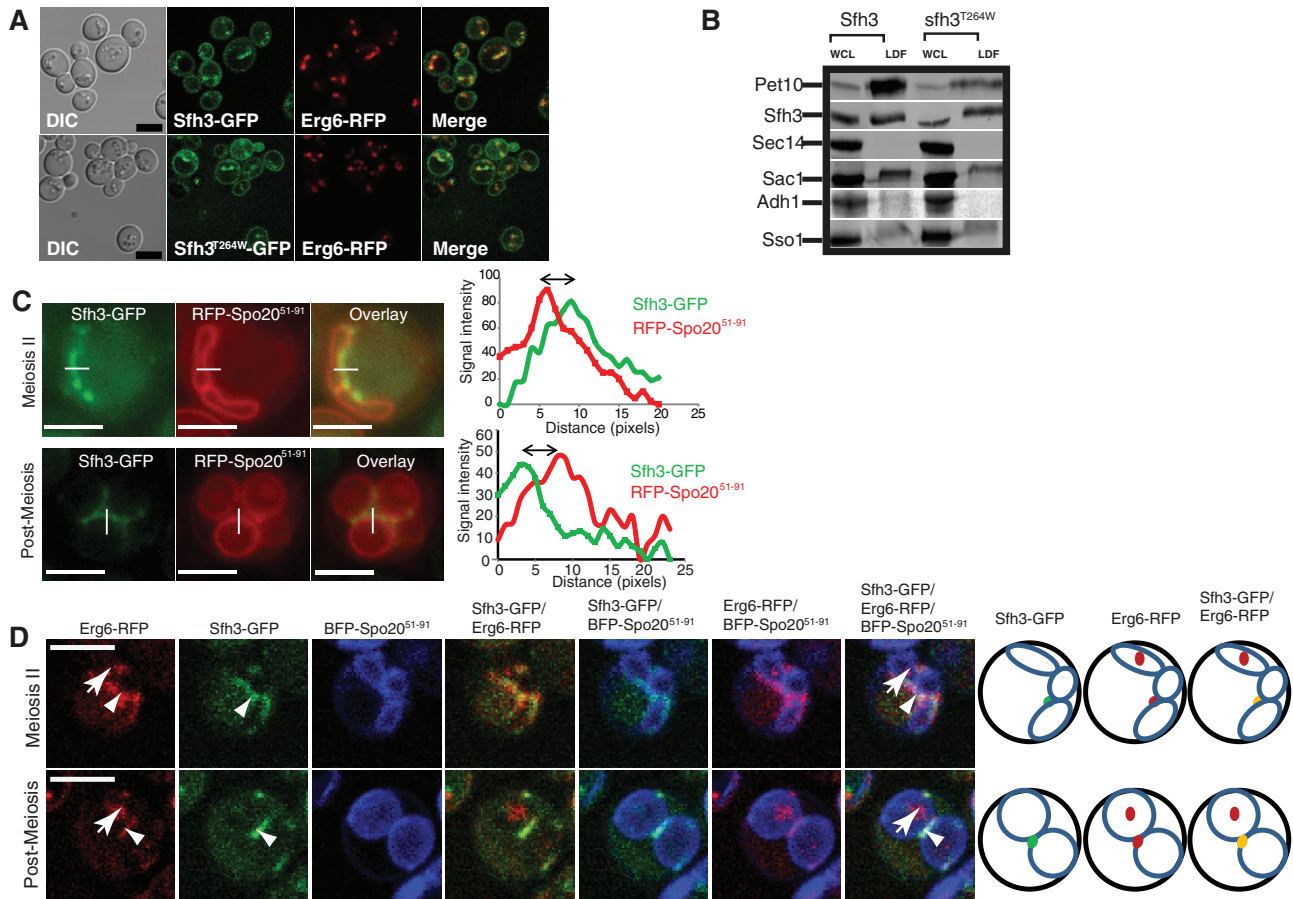 A
DIC
Sfh3-GFP
Erg6-RFP
Merge
DIC
Sfh3T264W-GFP
Erg6-RFP
Merge
B
Sfh3
sfh3T264W
WCL
LDF
WCL
LDF
Pet10
Sfh3
Sec14
Sac1
Adh1
Sso1
C
Meiosis II
Sfh3-GFP
RFP-Spo2051-91
Overlay
Post-Meiosis
Sfh3-GFP
RFP-Spo2051-91
Overlay
Signal intensity
100
80
60
40
20
0
0 5 10 15 20 25
Distance (pixels)
Sfh3-GFP
RFP-Spo2051-91
Signal intensity
60
50
40
30
20
10
0
0 5 10 15 20 25
Distance (pixels)
Sfh3-GFP
RFP-Spo2051-91
D
Erg6-RFP
Sfh3-GFP
BFP-Spo2051-91
Sfh3-GFP/
Erg6-RFP
Sfh3-GFP/
BFP-Spo2051-91
Erg6-RFP/
BFP-Spo2051-91
Sfh3-GFP/
Erg6-RFP/
BFP-Spo2051-91
Sfh3-GFP
Erg6-RFP
Sfh3-GFP/
Erg6-RFP
Meiosis II
Post-Meiosis